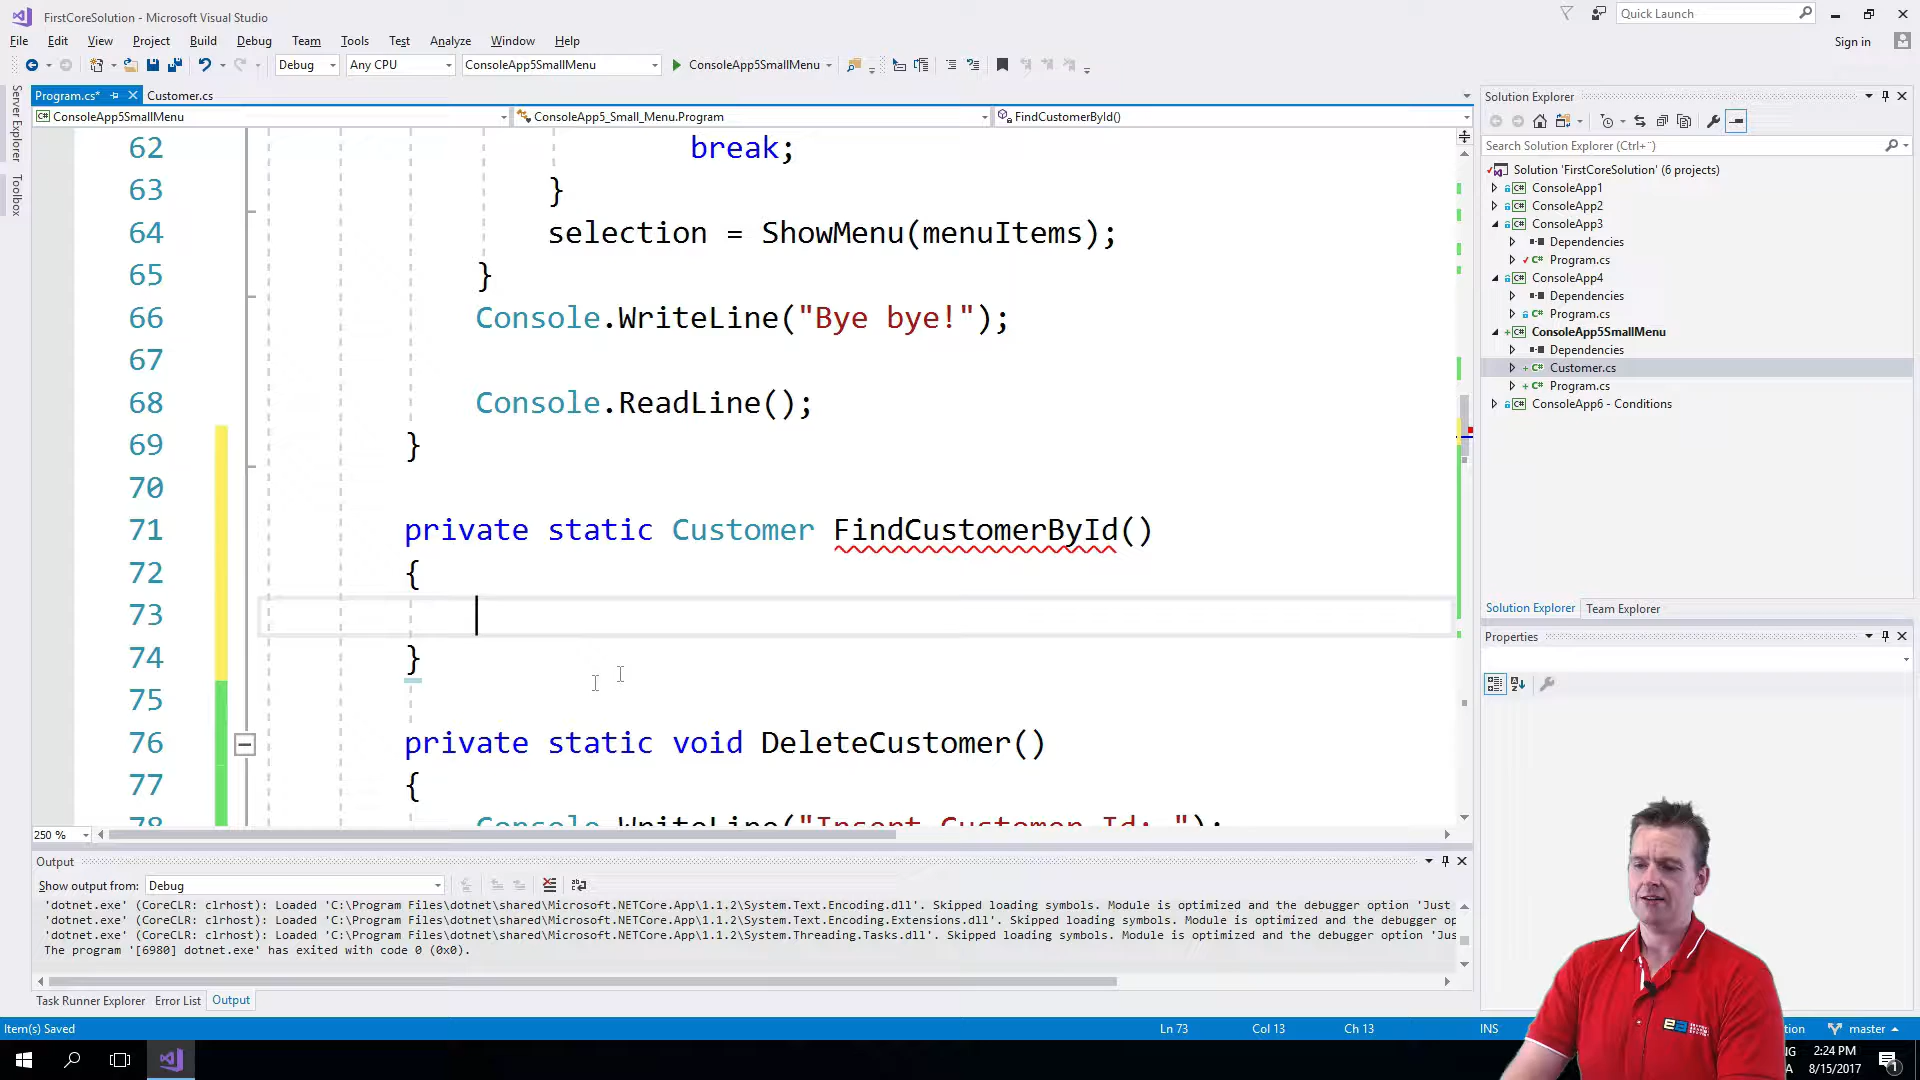 FirstCoreSolution - Microsoft Visual Studio
Quick Launch
File Edit View Project Build Debug Team Tools Test Analyze Window Help
Sign in
Debug Any CPU ConsoleApp5SmallMenu ConsoleApp5SmallMenu
Server Explorer
Toolbox
Program.cs* Customer.cs
ConsoleApp5SmallMenu ConsoleApp5_Small_Menu.Program FindCustomerById()
62 break;
63 }
64 selection = ShowMenu(menuItems);
65 }
66 Console.WriteLine("Bye bye!");
67
68 Console.ReadLine();
69 }
70
71 private static Customer FindCustomerById()
72 {
73
74 }
75
76 private static void DeleteCustomer()
77 {
78 Console.WriteLine("Insert Customer Id: ");
250 %
Output
Show output from: Debug
'dotnet.exe' (CoreCLR: clrhost): Loaded 'C:\Program Files\dotnet\shared\Microsoft.NETCore.App\1.1.2\System.Text.Encoding.dll'. Skipped loading symbols. Module is optimized and the debugger option 'Just
'dotnet.exe' (CoreCLR: clrhost): Loaded 'C:\Program Files\dotnet\shared\Microsoft.NETCore.App\1.1.2\System.Text.Encoding.Extensions.dll'. Skipped loading symbols. Module is optimized and the debugger op
'dotnet.exe' (CoreCLR: clrhost): Loaded 'C:\Program Files\dotnet\shared\Microsoft.NETCore.App\1.1.2\System.Threading.Tasks.dll'. Skipped loading symbols. Module is optimized and the debugger option 'Jus
The program '[6980] dotnet.exe' has exited with code 0 (0x0).
Task Runner Explorer Error List Output
Solution Explorer
Search Solution Explorer (Ctrl+¨)
Solution 'FirstCoreSolution' (6 projects)
ConsoleApp1
ConsoleApp2
ConsoleApp3
Dependencies
Program.cs
ConsoleApp4
Dependencies
Program.cs
ConsoleApp5SmallMenu
Dependencies
Customer.cs
Program.cs
ConsoleApp6 - Conditions
Solution Explorer Team Explorer
Properties
Item(s) Saved Ln 73 Col 13 Ch 13 INS tion master
2:24 PM
8/15/2017
1